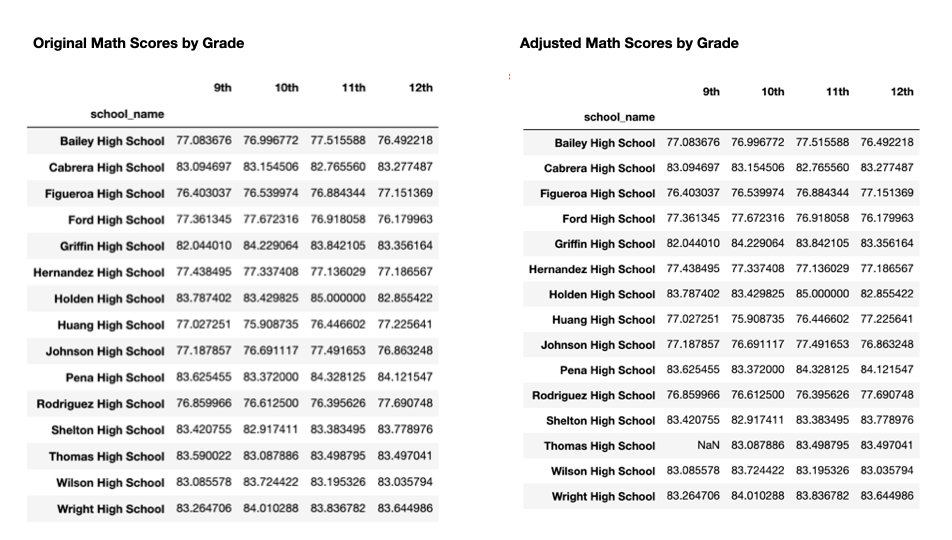 Original Math Scores by Grade
9th 10th 11th 12th
school_name
Bailey High School 77.083676 76.996772 77.515588 76.492218
Cabrera High School 83.094697 83.154506 82.765560 83.277487
Figueroa High School 76.403037 76.539974 76.884344 77.151369
Ford High School 77.361345 77.672316 76.918058 76.179963
Griffin High School 82.044010 84.229064 83.842105 83.356164
Hernandez High School 77.438495 77.337408 77.136029 77.186567
Holden High School 83.787402 83.429825 85.000000 82.855422
Huang High School 77.027251 75.908735 76.446602 77.225641
Johnson High School 77.187857 76.691117 77.491653 76.863248
Pena High School 83.625455 83.372000 84.328125 84.121547
Rodriguez High School 76.859966 76.612500 76.395626 77.690748
Shelton High School 83.420755 82.917411 83.383495 83.778976
Thomas High School 83.590022 83.087886 83.498795 83.497041
Wilson High School 83.085578 83.724422 83.195326 83.035794
Wright High School 83.264706 84.010288 83.836782 83.644986
Adjusted Math Scores by Grade
9th 10th 11th 12th
school_name
Bailey High School 77.083676 76.996772 77.515588 76.492218
Cabrera High School 83.094697 83.154506 82.765560 83.277487
Figueroa High School 76.403037 76.539974 76.884344 77.151369
Ford High School 77.361345 77.672316 76.918058 76.179963
Griffin High School 82.044010 84.229064 83.842105 83.356164
Hernandez High School 77.438495 77.337408 77.136029 77.186567
Holden High School 83.787402 83.429825 85.000000 82.855422
Huang High School 77.027251 75.908735 76.446602 77.225641
Johnson High School 77.187857 76.691117 77.491653 76.863248
Pena High School 83.625455 83.372000 84.328125 84.121547
Rodriguez High School 76.859966 76.612500 76.395626 77.690748
Shelton High School 83.420755 82.917411 83.383495 83.778976
Thomas High School NaN 83.087886 83.498795 83.497041
Wilson High School 83.085578 83.724422 83.195326 83.035794
Wright High School 83.264706 84.010288 83.836782 83.644986